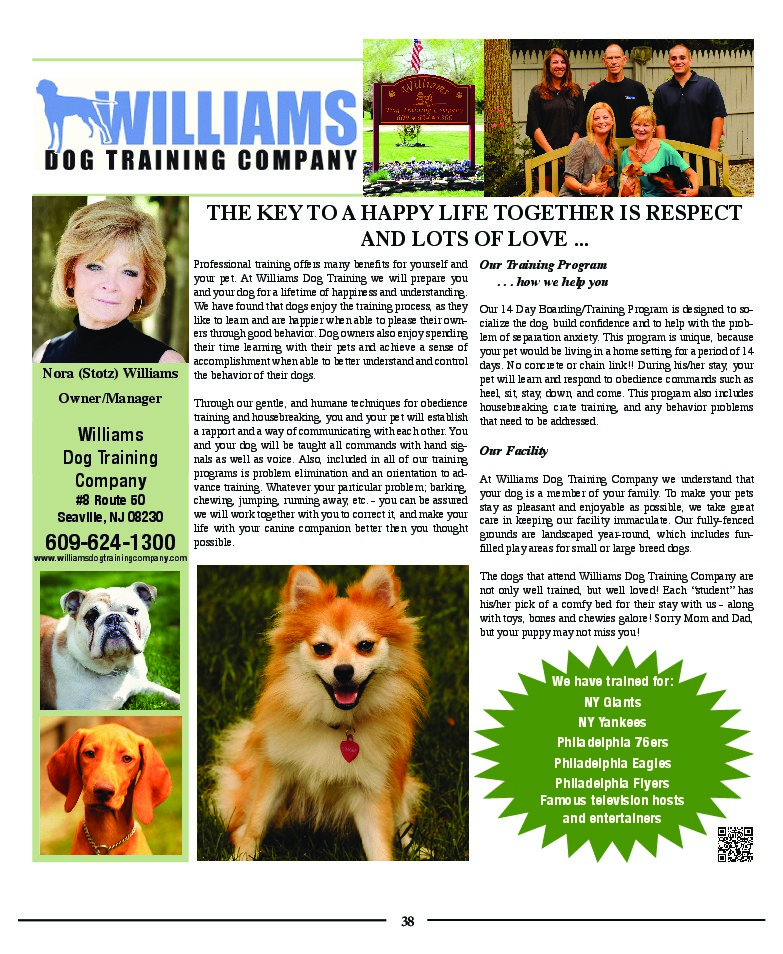 WILLIAMS
DOG TRAINING COMPANY
Williams
Dog Training Company
609 624 1300
THE KEY TO A HAPPY LIFE TOGETHER IS RESPECT
AND LOTS OF LOVE ...
Nora (Stotz) Williams
Owner/Manager
Williams
Dog Training
Company
#8 Route 50
Seaville, NJ 08230
609-624-1300
www.williamsdogtrainingcompany.com
Professional training offers many benefits for yourself and
your pet. At Williams Dog Training we will prepare you
and your dog for a lifetime of happiness and understanding.
We have found that dogs enjoy the training process, as they
like to learn and are happier when able to please their own-
ers through good behavior. Dog owners also enjoy spending
their time learning with their pets and achieve a sense of
accomplishment when able to better understand and control
the behavior of their dogs.
Through our gentle, and humane techniques for obedience
training and housebreaking, you and your pet will establish
a rapport and a way of communicating with each other. You
and your dog will be taught all commands with hand sig-
nals as well as voice. Also, included in all of our training
programs is problem elimination and an orientation to ad-
vance training. Whatever your particular problem; barking,
chewing, jumping, running away, etc. – you can be assured
we will work together with you to correct it, and make your
life with your canine companion better then you thought
possible.
Our Training Program
. . . how we help you
Our 14 Day Boarding/Training Program is designed to so-
cialize the dog, build confidence and to help with the prob-
lem of separation anxiety. This program is unique, because
your pet would be living in a home setting for a period of 14
days. No concrete or chain link!! During his/her stay, your
pet will learn and respond to obedience commands such as
heel, sit, stay, down, and come. This program also includes
housebreaking, crate training, and any behavior problems
that need to be addressed.
Our Facility
At Williams Dog Training Company we understand that
your dog is a member of your family. To make your pets
stay as pleasant and enjoyable as possible, we take great
care in keeping our facility immaculate. Our fully-fenced
grounds are landscaped year-round, which includes fun-
filled play areas for small or large breed dogs.
The dogs that attend Williams Dog Training Company are
not only well trained, but well loved! Each "student" has
his/her pick of a comfy bed for their stay with us – along
with toys, bones and chewies galore! Sorry Mom and Dad,
but your puppy may not miss you!
We have trained for:
NY Giants
NY Yankees
Philadelphia 76ers
Philadelphia Eagles
Philadelphia Flyers
Famous television hosts
and entertainers
38